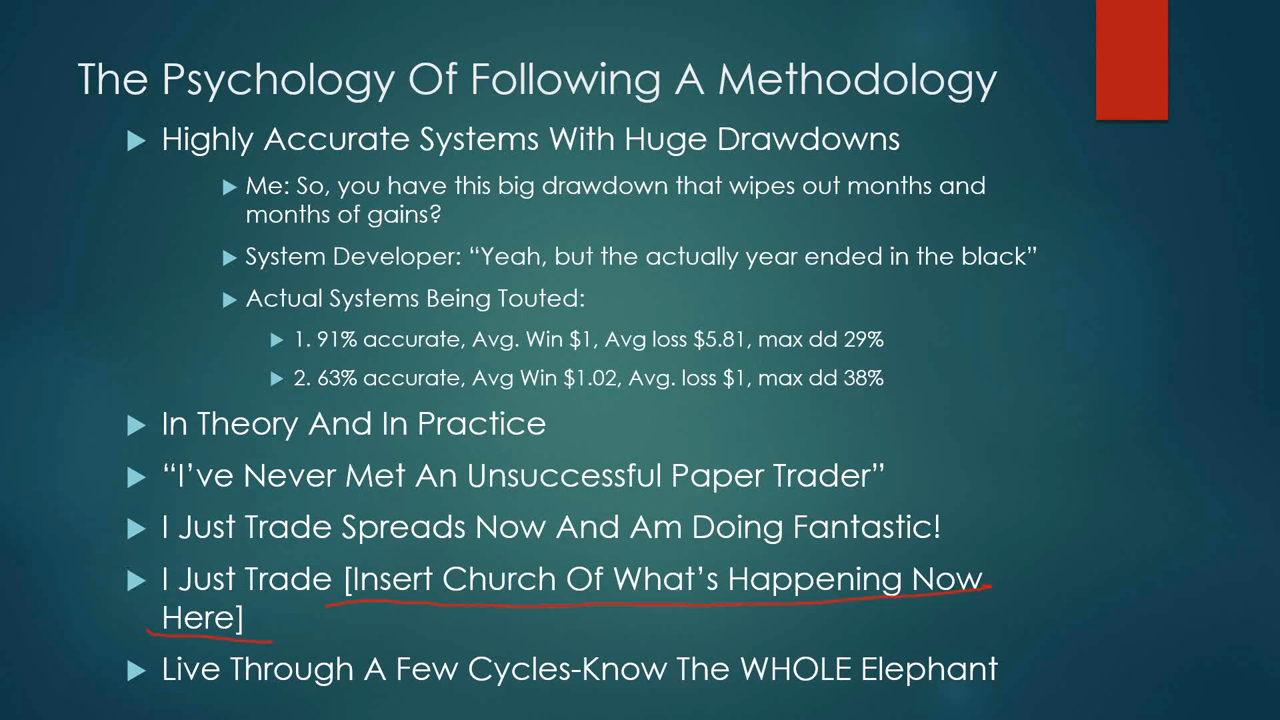 The Psychology Of Following A Methodology
Highly Accurate Systems With Huge Drawdowns
Me: So, you have this big drawdown that wipes out months and
months of gains?
System Developer: “Yeah, but the actually year ended in the black”
Actual Systems Being Touted:
1. 91% accurate, Avg. Win $1, Avg loss $5.81, max dd 29%
2. 63% accurate, Avg Win $1.02, Avg. loss $1, max dd 38%
In Theory And In Practice
“I’ve Never Met An Unsuccessful Paper Trader”
I Just Trade Spreads Now And Am Doing Fantastic!
I Just Trade [Insert Church Of What’s Happening Now
Here]
Live Through A Few Cycles-Know The WHOLE Elephant